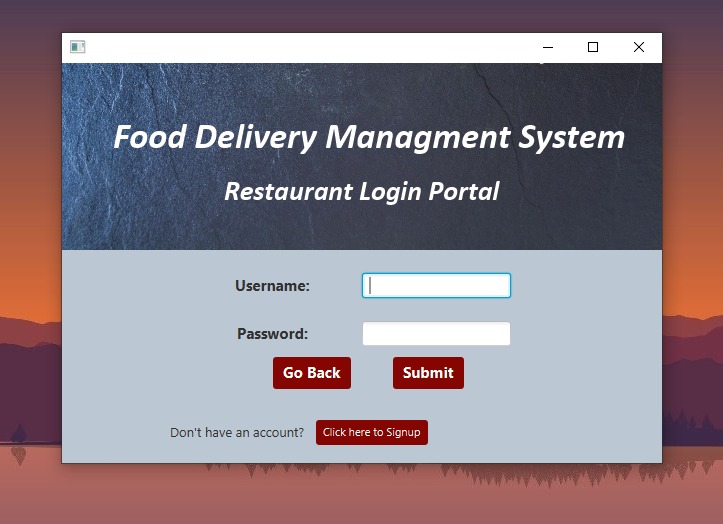 Food Delivery Managment System
Restaurant Login Portal
Username:
Password:
Go Back
Submit
Don't have an account?
Click here to Signup